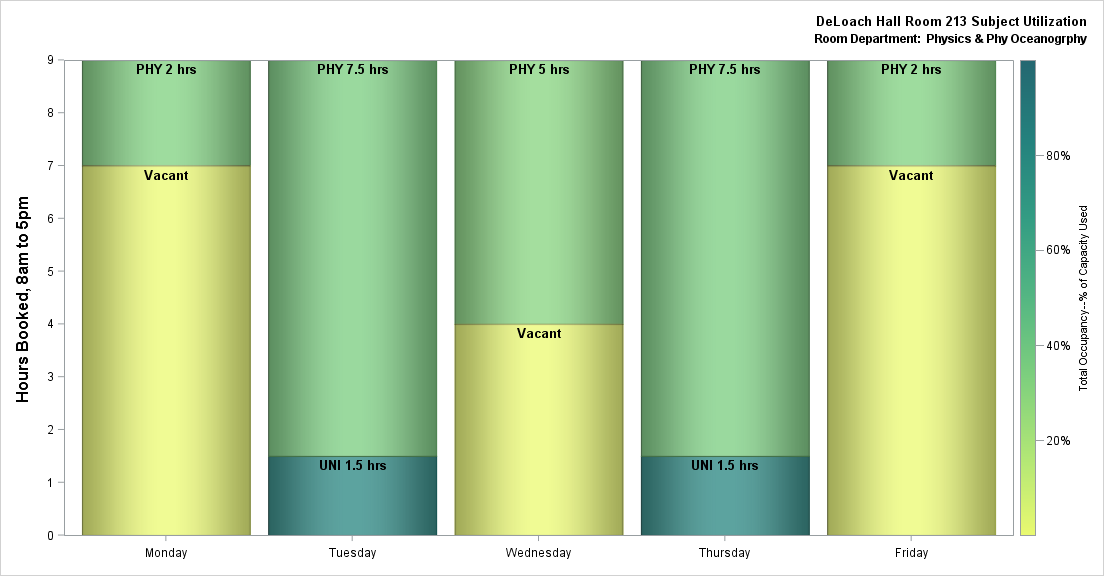 DeLoach Hall Room 213 Subject Utilization
Room Department: Physics & Phy Oceanogrphy
Hours Booked, 8am to 5pm
9
8
7
6
5
4
3
2
1
0
PHY 2 hrs
Vacant
PHY 7.5 hrs
UNI 1.5 hrs
PHY 5 hrs
Vacant
PHY 7.5 hrs
UNI 1.5 hrs
PHY 2 hrs
Vacant
Monday
Tuesday
Wednesday
Thursday
Friday
80%
60%
40%
20%
Total Occupancy--% of Capacity Used